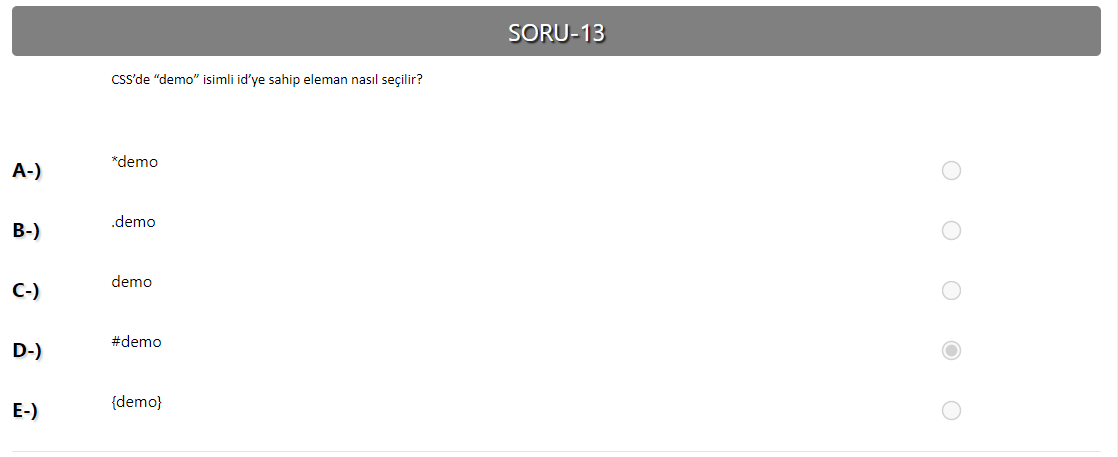 SORU-13
CSS’de “demo” isimli id’ye sahip eleman nasıl seçilir?
A-) *demo
B-) .demo
C-) demo
D-) #demo
E-) {demo}